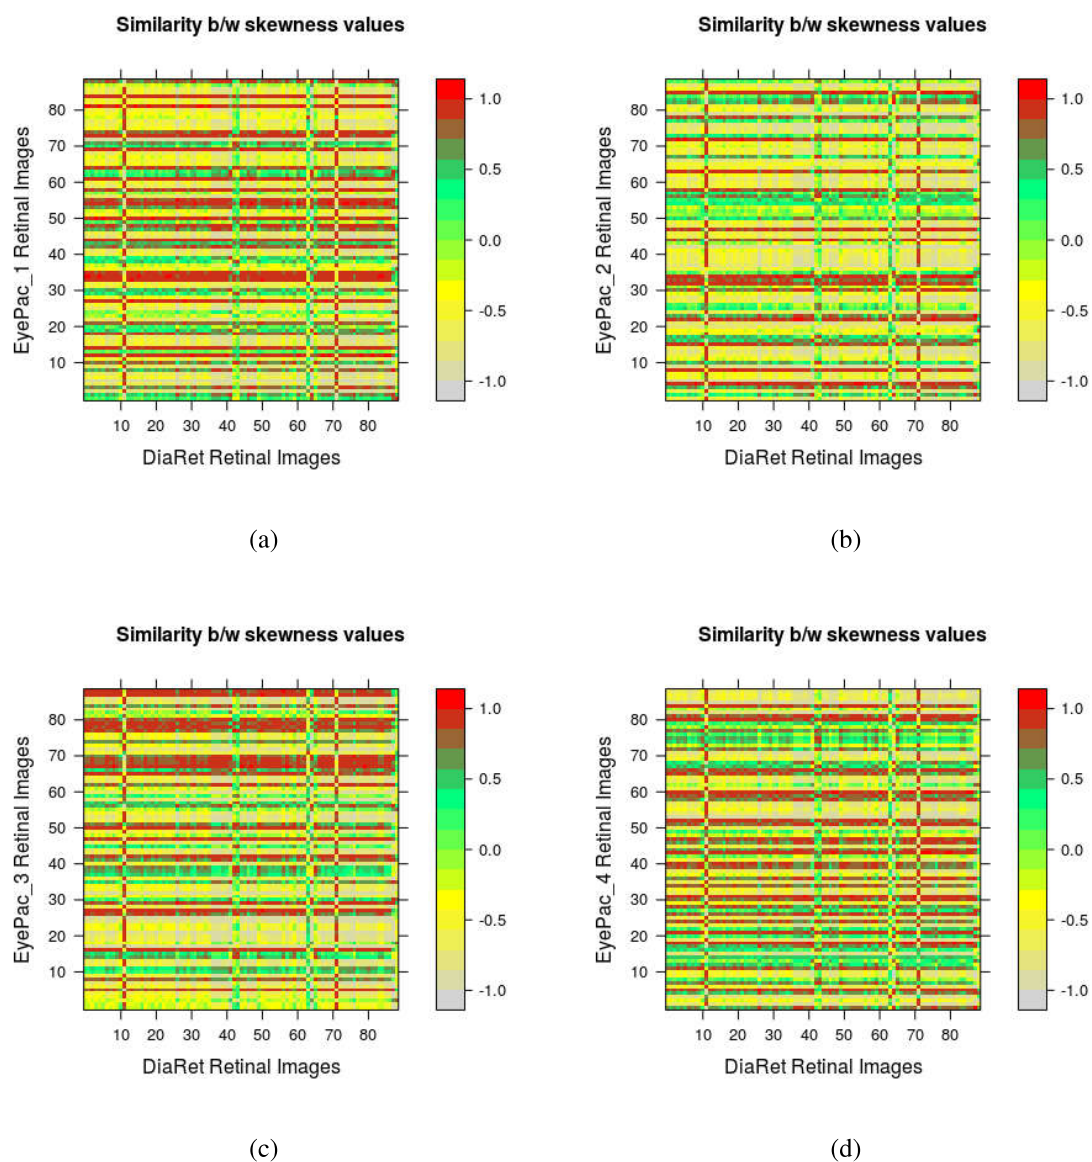 Similarity b/w skewness values
Similarity b/w skewness values
EyePac_1 Retinal Images
80
70
60
50
40
30
20
10
1.0
0.5
0.0
-0.5
-1.0
10 20 30 40 50 60 70 80
DiaRet Retinal Images
(a)
EyePac_2 Retinal Images
80
70
60
50
40
30
20
10
1.0
0.5
0.0
-0.5
-1.0
10 20 30 40 50 60 70 80
DiaRet Retinal Images
(b)
Similarity b/w skewness values
Similarity b/w skewness values
EyePac_3 Retinal Images
80
70
60
50
40
30
20
10
1.0
0.5
0.0
-0.5
-1.0
10 20 30 40 50 60 70 80
DiaRet Retinal Images
(c)
EyePac_4 Retinal Images
80
70
60
50
40
30
20
10
1.0
0.5
0.0
-0.5
-1.0
10 20 30 40 50 60 70 80
DiaRet Retinal Images
(d)